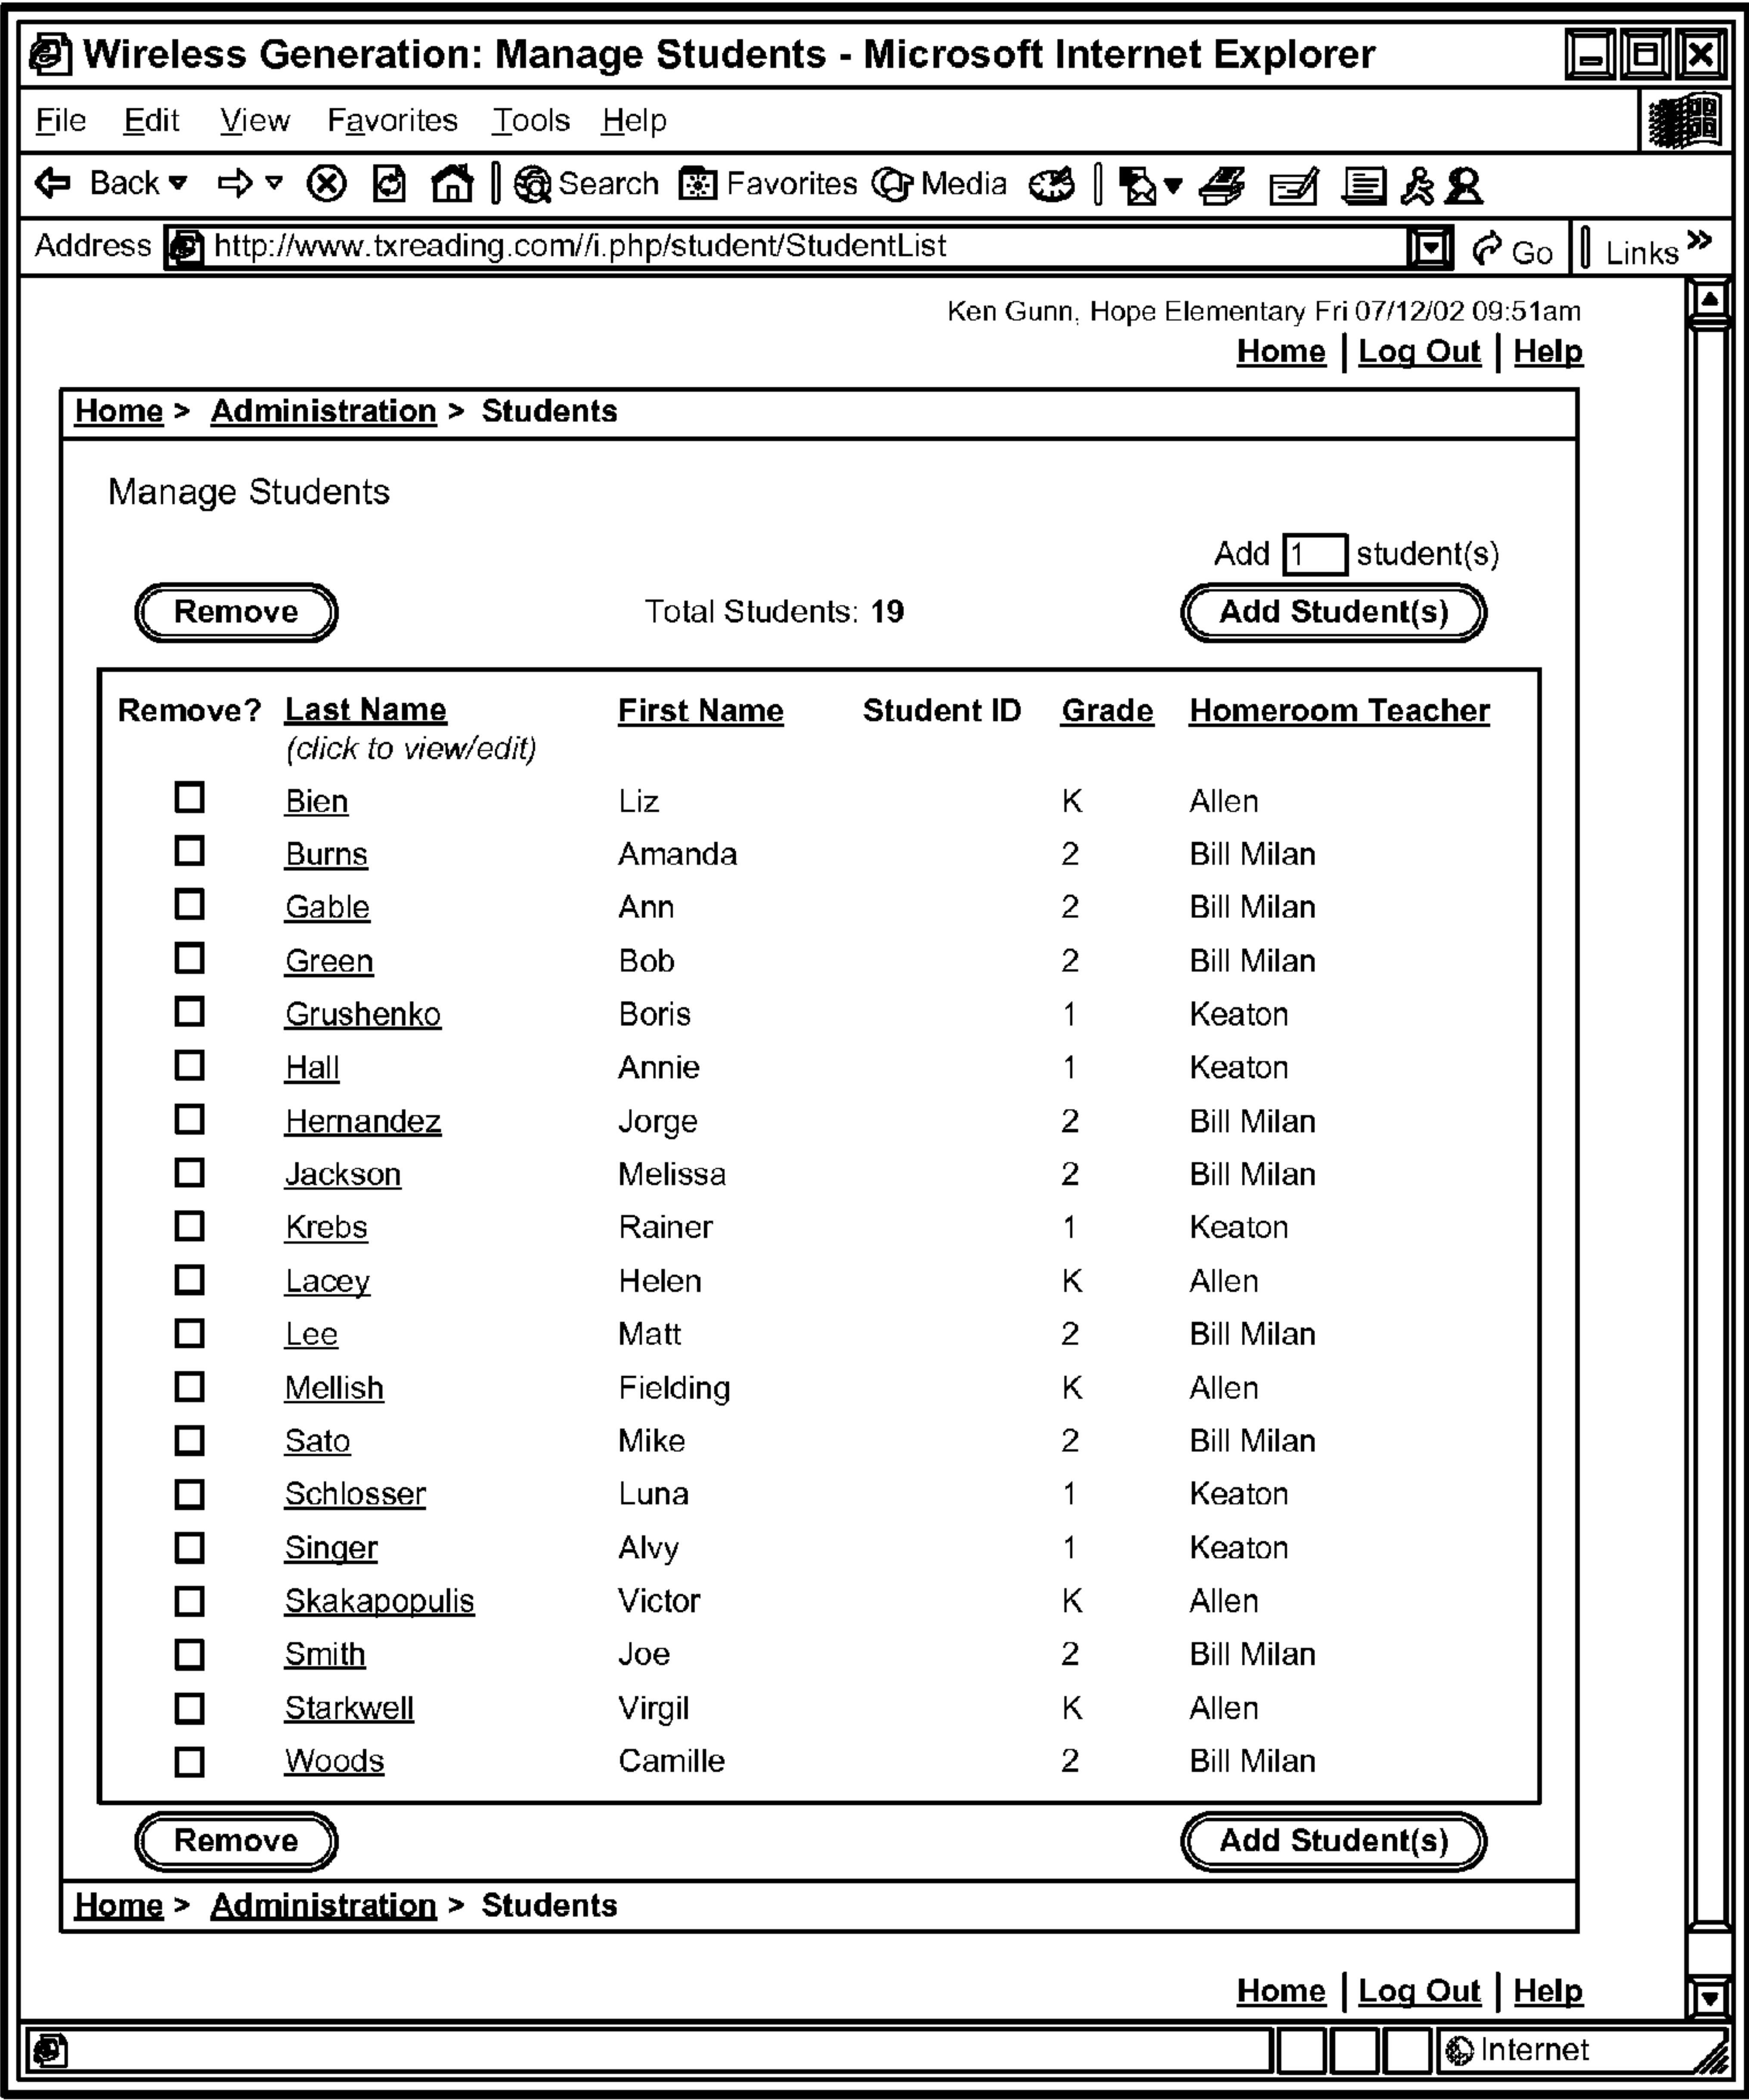 Wireless Generation: Manage Students - Microsoft Internet Explorer
File Edit View Favorites Tools Help
Back Search Favorites Media
Address http://www.txreading.com//i.php/student/StudentList Go Links »
Ken Gunn, Hope Elementary Fri 07/12/02 09:51am
Home | Log Out | Help
Home > Administration > Students
Manage Students
Add 1 student(s)
Remove Total Students: 19 Add Student(s)
Remove? Last Name First Name Student ID Grade Homeroom Teacher
(click to view/edit)
Bien Liz K Allen
Burns Amanda 2 Bill Milan
Gable Ann 2 Bill Milan
Green Bob 2 Bill Milan
Grushenko Boris 1 Keaton
Hall Annie 1 Keaton
Hernandez Jorge 2 Bill Milan
Jackson Melissa 2 Bill Milan
Krebs Rainer 1 Keaton
Lacey Helen K Allen
Lee Matt 2 Bill Milan
Mellish Fielding K Allen
Sato Mike 2 Bill Milan
Schlosser Luna 1 Keaton
Singer Alvy 1 Keaton
Skakapopulis Victor K Allen
Smith Joe 2 Bill Milan
Starkwell Virgil K Allen
Woods Camille 2 Bill Milan
Remove Add Student(s)
Home > Administration > Students
Home | Log Out | Help
Internet